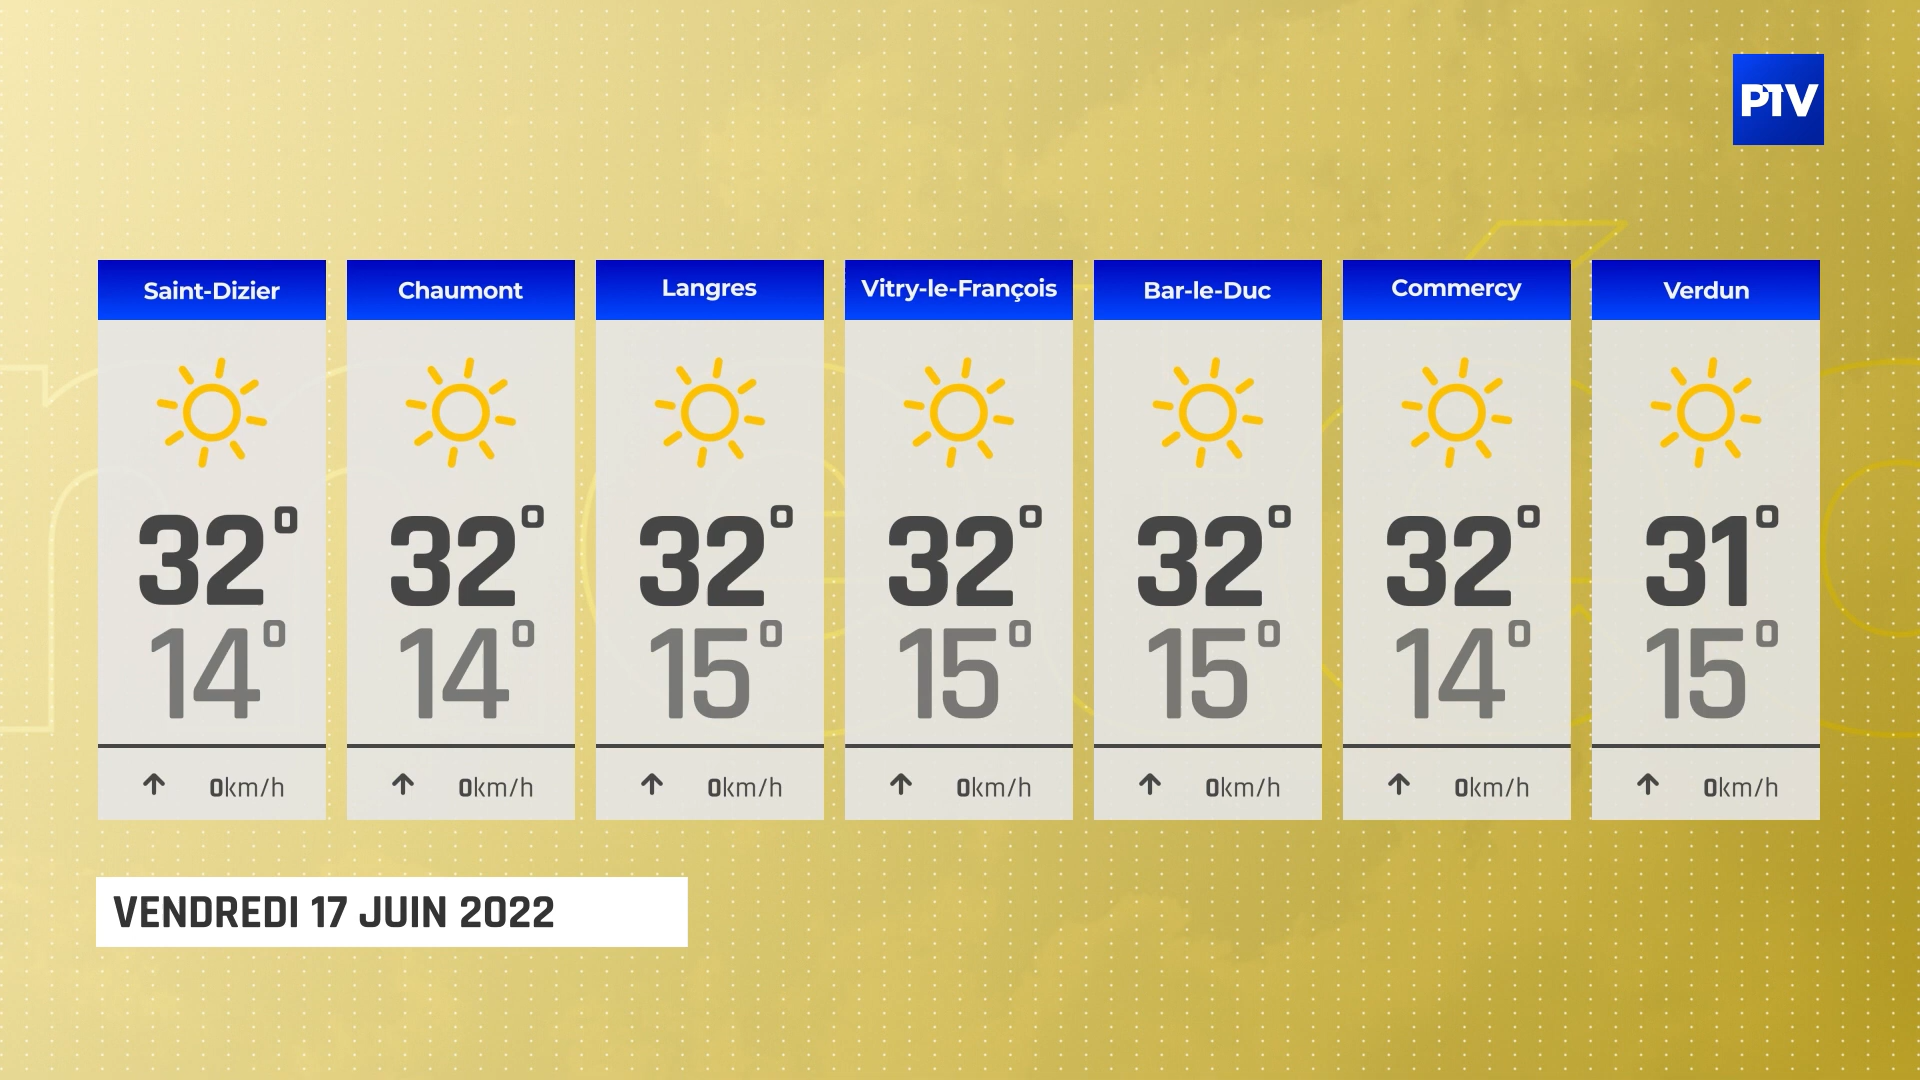 PTV
Saint-Dizier
32°
14°
0km/h
Chaumont
32°
14°
0km/h
Langres
32°
15°
0km/h
Vitry-le-François
32°
15°
0km/h
Bar-le-Duc
32°
15°
0km/h
Commercy
32°
14°
0km/h
Verdun
31°
15°
0km/h
VENDREDI 17 JUIN 2022